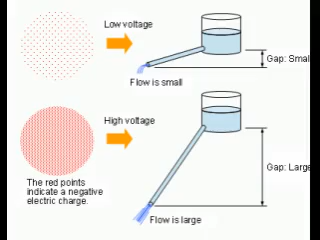 Low voltage
Gap: Small
Flow is small
High voltage
Gap: Large
The red points
indicate a negative
electric charge.
Flow is large